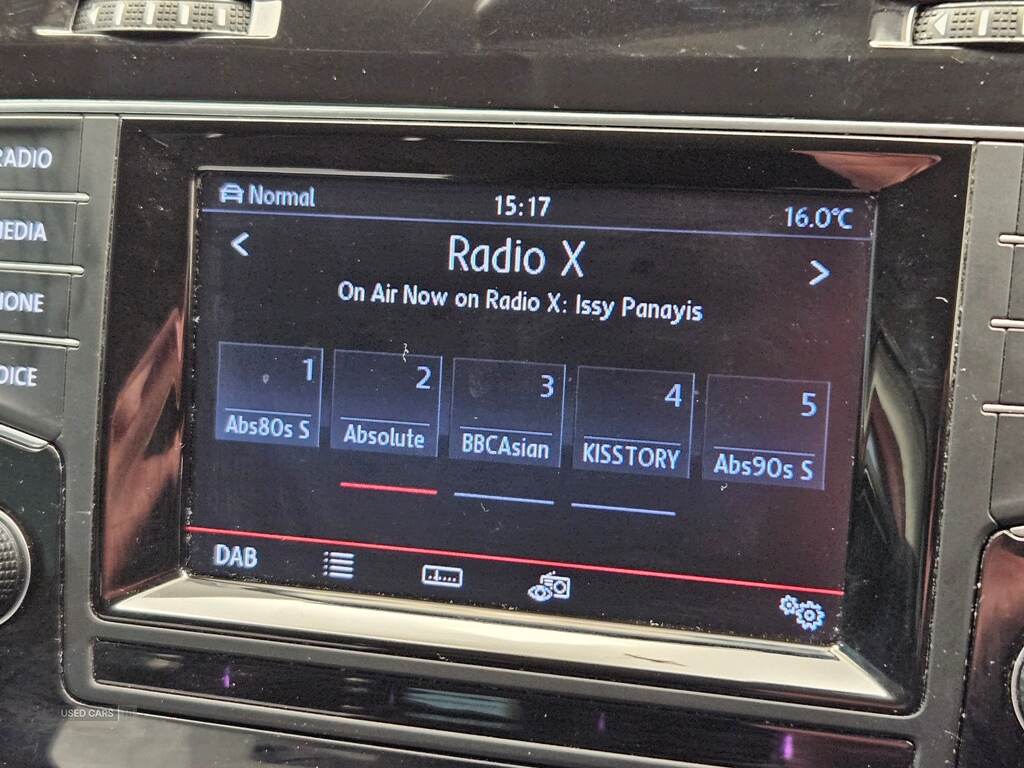 RADIO
MEDIA
PHONE
VOICE
Normal
15:17
16.0°C
<
Radio X
>
On Air Now on Radio X: Issy Panayis
1
Abs80s S
2
Absolute
3
BBCAsian
4
KISSTORY
5
Abs90s S
DAB
USED CARS